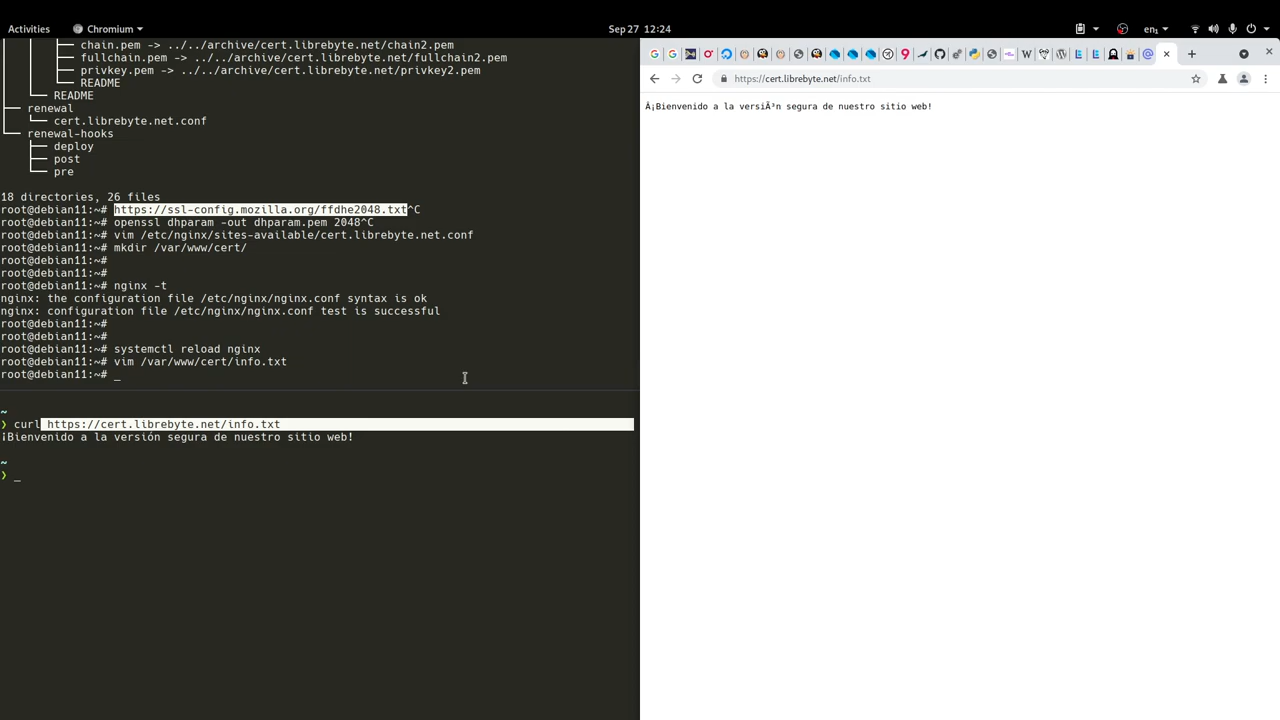 Activities
Chromium
Sep 27 12:24
en₁
chain.pem -> ../../archive/cert.librebyte.net/chain2.pem
fullchain.pem -> ../../archive/cert.librebyte.net/fullchain2.pem
privkey.pem -> ../../archive/cert.librebyte.net/privkey2.pem
README
README
renewal
cert.librebyte.net.conf
renewal-hooks
deploy
post
pre
18 directories, 26 files
root@debian11:~# https://ssl-config.mozilla.org/ffdhe2048.txt^C
root@debian11:~# openssl dhparam -out dhparam.pem 2048^C
root@debian11:~# vim /etc/nginx/sites-available/cert.librebyte.net.conf
root@debian11:~# mkdir /var/www/cert/
root@debian11:~#
root@debian11:~#
root@debian11:~# nginx -t
nginx: the configuration file /etc/nginx/nginx.conf syntax is ok
nginx: configuration file /etc/nginx/nginx.conf test is successful
root@debian11:~#
root@debian11:~#
root@debian11:~# systemctl reload nginx
root@debian11:~# vim /var/www/cert/info.txt
root@debian11:~# _
~
❯ curl https://cert.librebyte.net/info.txt
¡Bienvenido a la versión segura de nuestro sitio web!
~
❯ _
https://cert.librebyte.net/info.txt
Â¡Bienvenido a la versiÃ³n segura de nuestro sitio web!